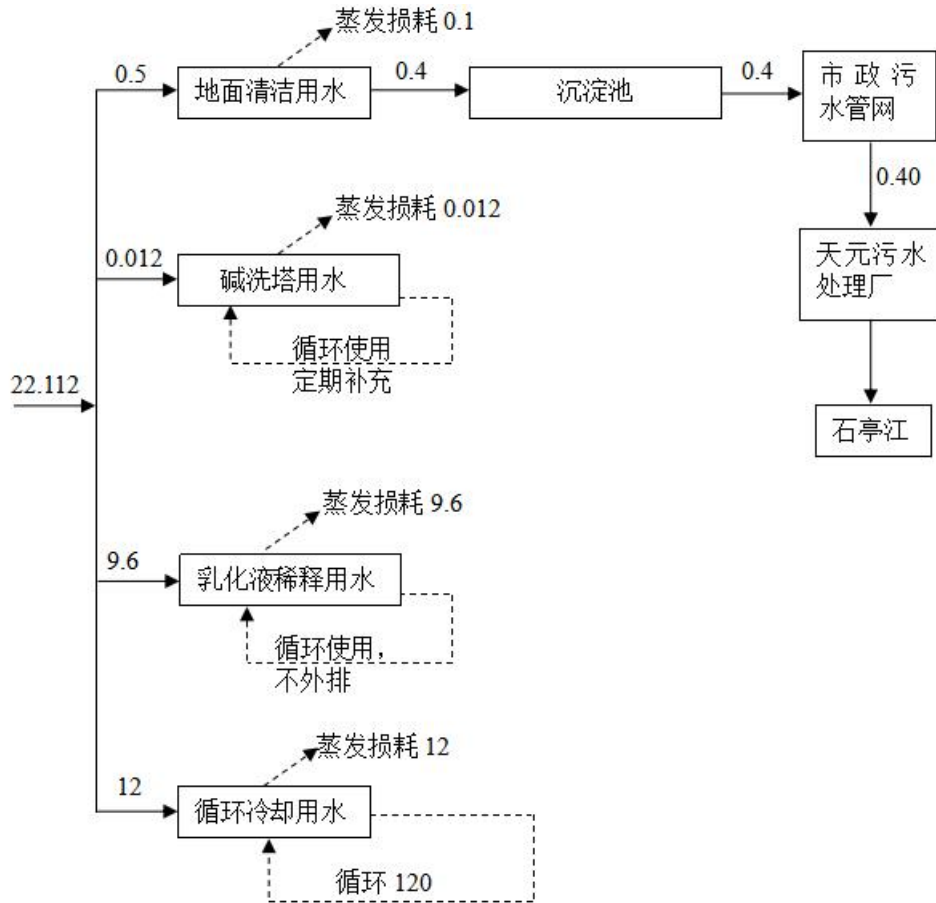 蒸发损耗 0.1
0.5
地面清洁用水
0.4
沉淀池
0.4
市政污
水管网
0.40
蒸发损耗 0.012
0.012
碱洗塔用水
天元污水
处理厂
循环使用
定期补充
22.112
石亭江
蒸发损耗 9.6
9.6
乳化液稀释用水
循环使用，
不外排
蒸发损耗 12
12
循环冷却用水
循环 120